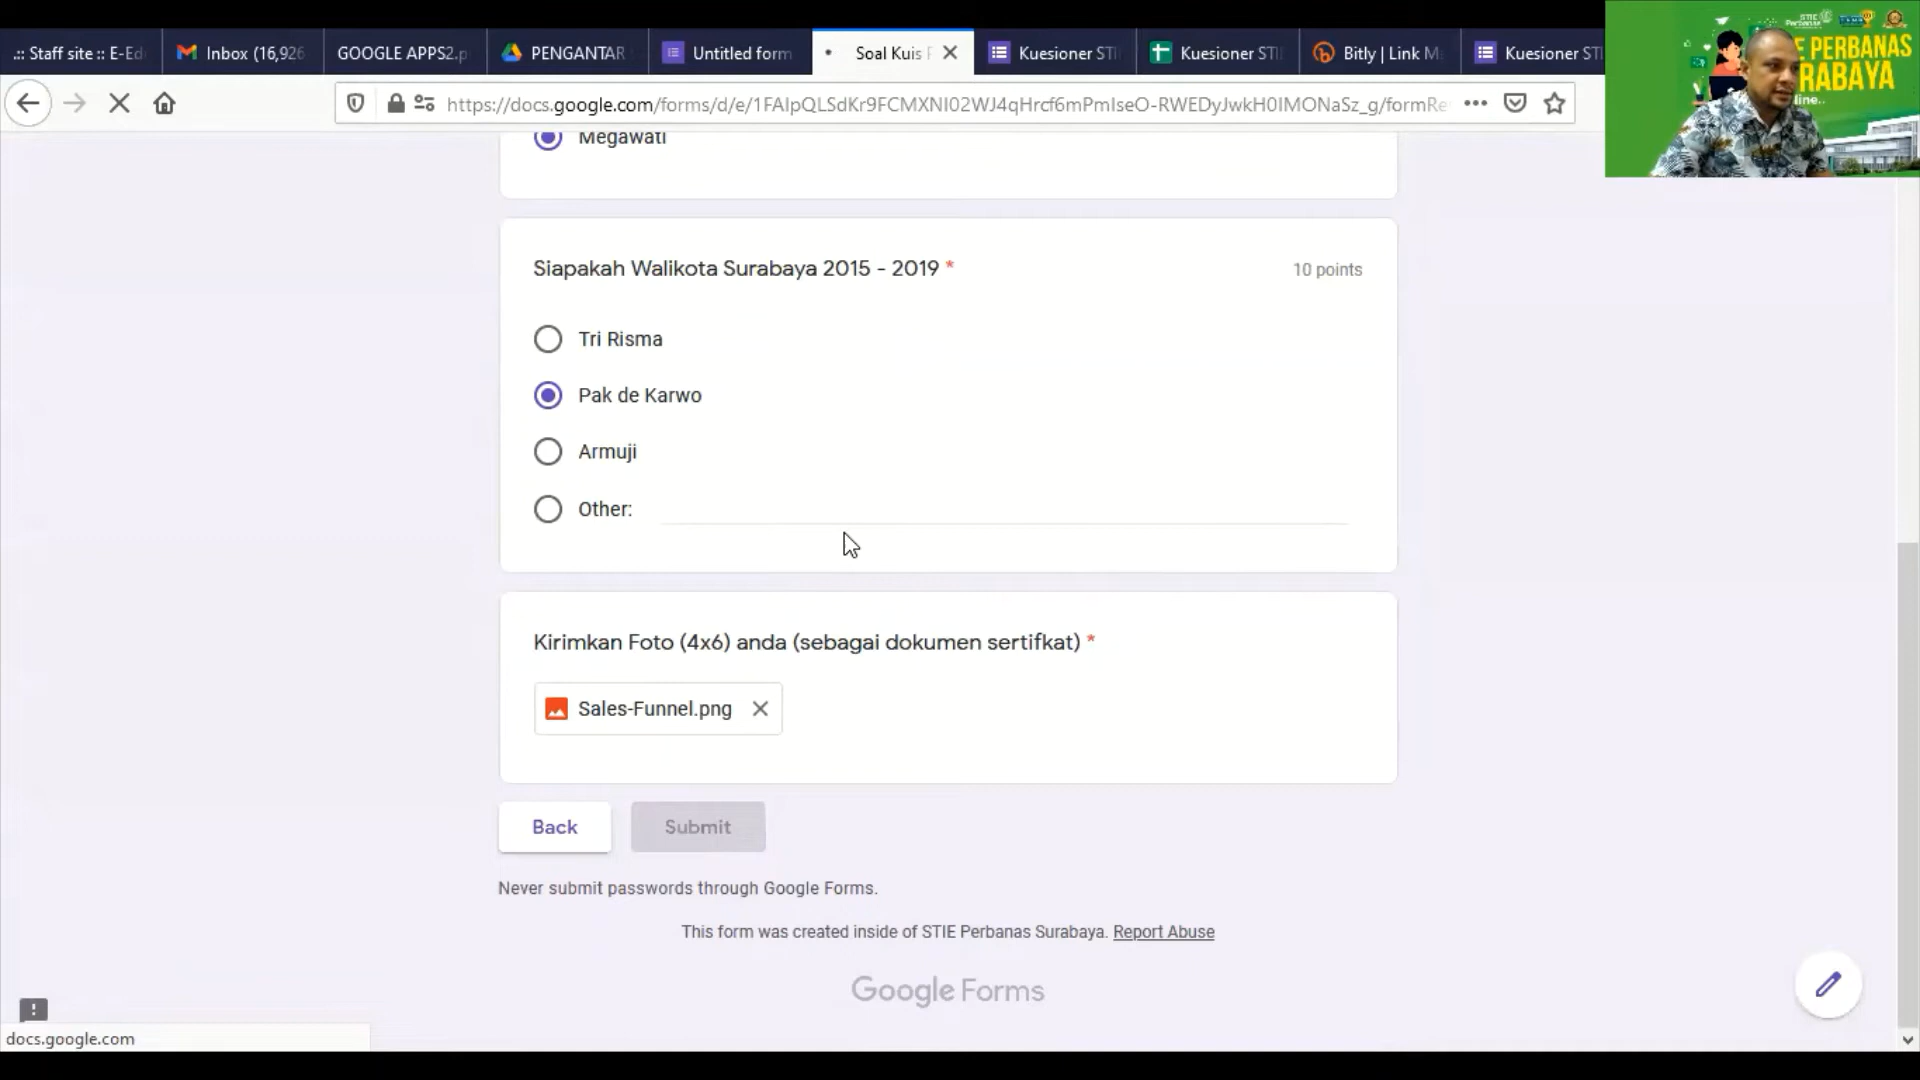 .:: Staff site :: E-Ed
Inbox (16,926
GOOGLE APPS2.p
PENGANTAR
Untitled form
Soal Kuis P
Kuesioner STI
Kuesioner STI
Bitly | Link M
Kuesioner STI
https://docs.google.com/forms/d/e/1FAIpQLSdKr9FCMXNI02WJ4qHrcf6mPmIseO-RWEDyJwkH0IMONaSz_g/formRe
STIE
Perbanas
E PERBANAS
RABAYA
line..
Megawati
Siapakah Walikota Surabaya 2015 - 2019 *
10 points
Tri Risma
Pak de Karwo
Armuji
Other:
Kirimkan Foto (4x6) anda (sebagai dokumen sertifkat) *
Sales-Funnel.png
Back
Submit
Never submit passwords through Google Forms.
This form was created inside of STIE Perbanas Surabaya. Report Abuse
Google Forms
docs.google.com